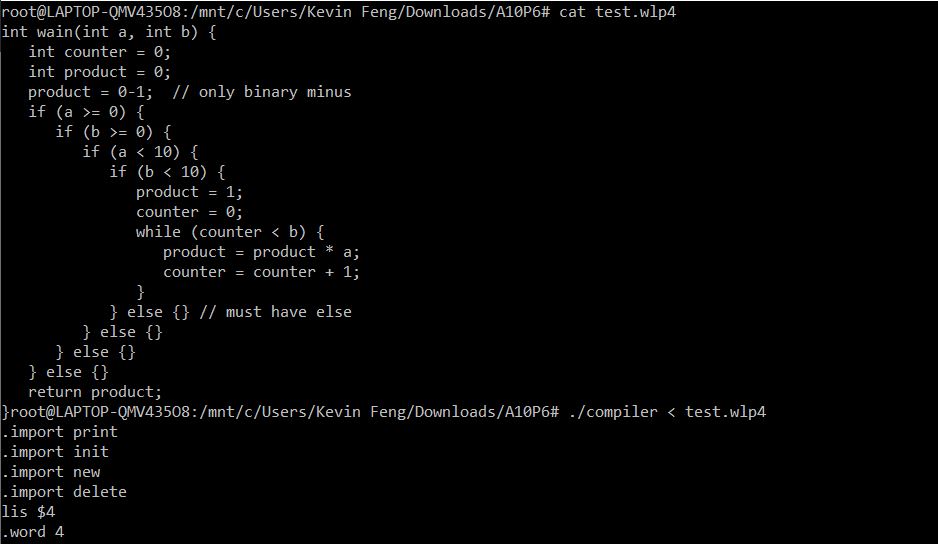 root@LAPTOP-QMV435O8:/mnt/c/Users/Kevin Feng/Downloads/A10P6# cat test.wlp4
int wain(int a, int b) {
   int counter = 0;
   int product = 0;
   product = 0-1;  // only binary minus
   if (a >= 0) {
      if (b >= 0) {
         if (a < 10) {
            if (b < 10) {
               product = 1;
               counter = 0;
               while (counter < b) {
                  product = product * a;
                  counter = counter + 1;
               }
            } else {} // must have else
         } else {}
      } else {}
   } else {}
   return product;
}root@LAPTOP-QMV435O8:/mnt/c/Users/Kevin Feng/Downloads/A10P6# ./compiler < test.wlp4
.import print
.import init
.import new
.import delete
lis $4
.word 4